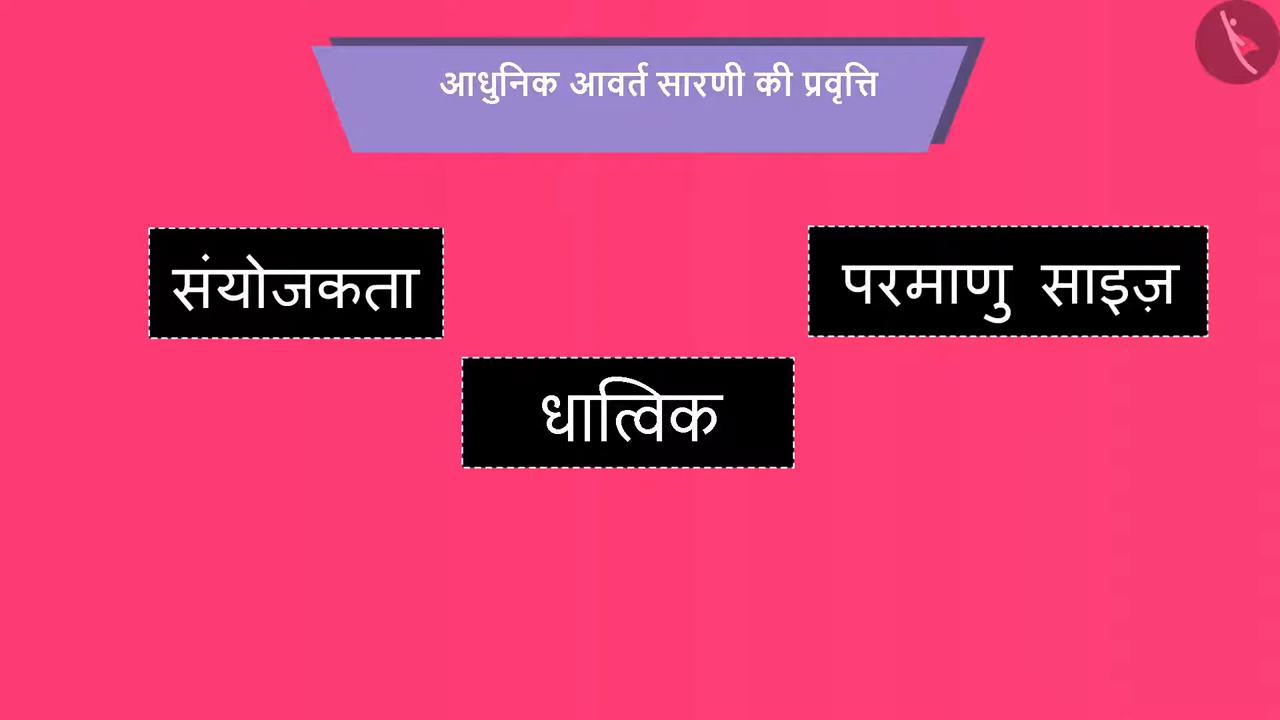 आधुनिक आवर्त सारणी की प्रवृत्ति
संयोजकता
परमाणु साइज़
धात्विक